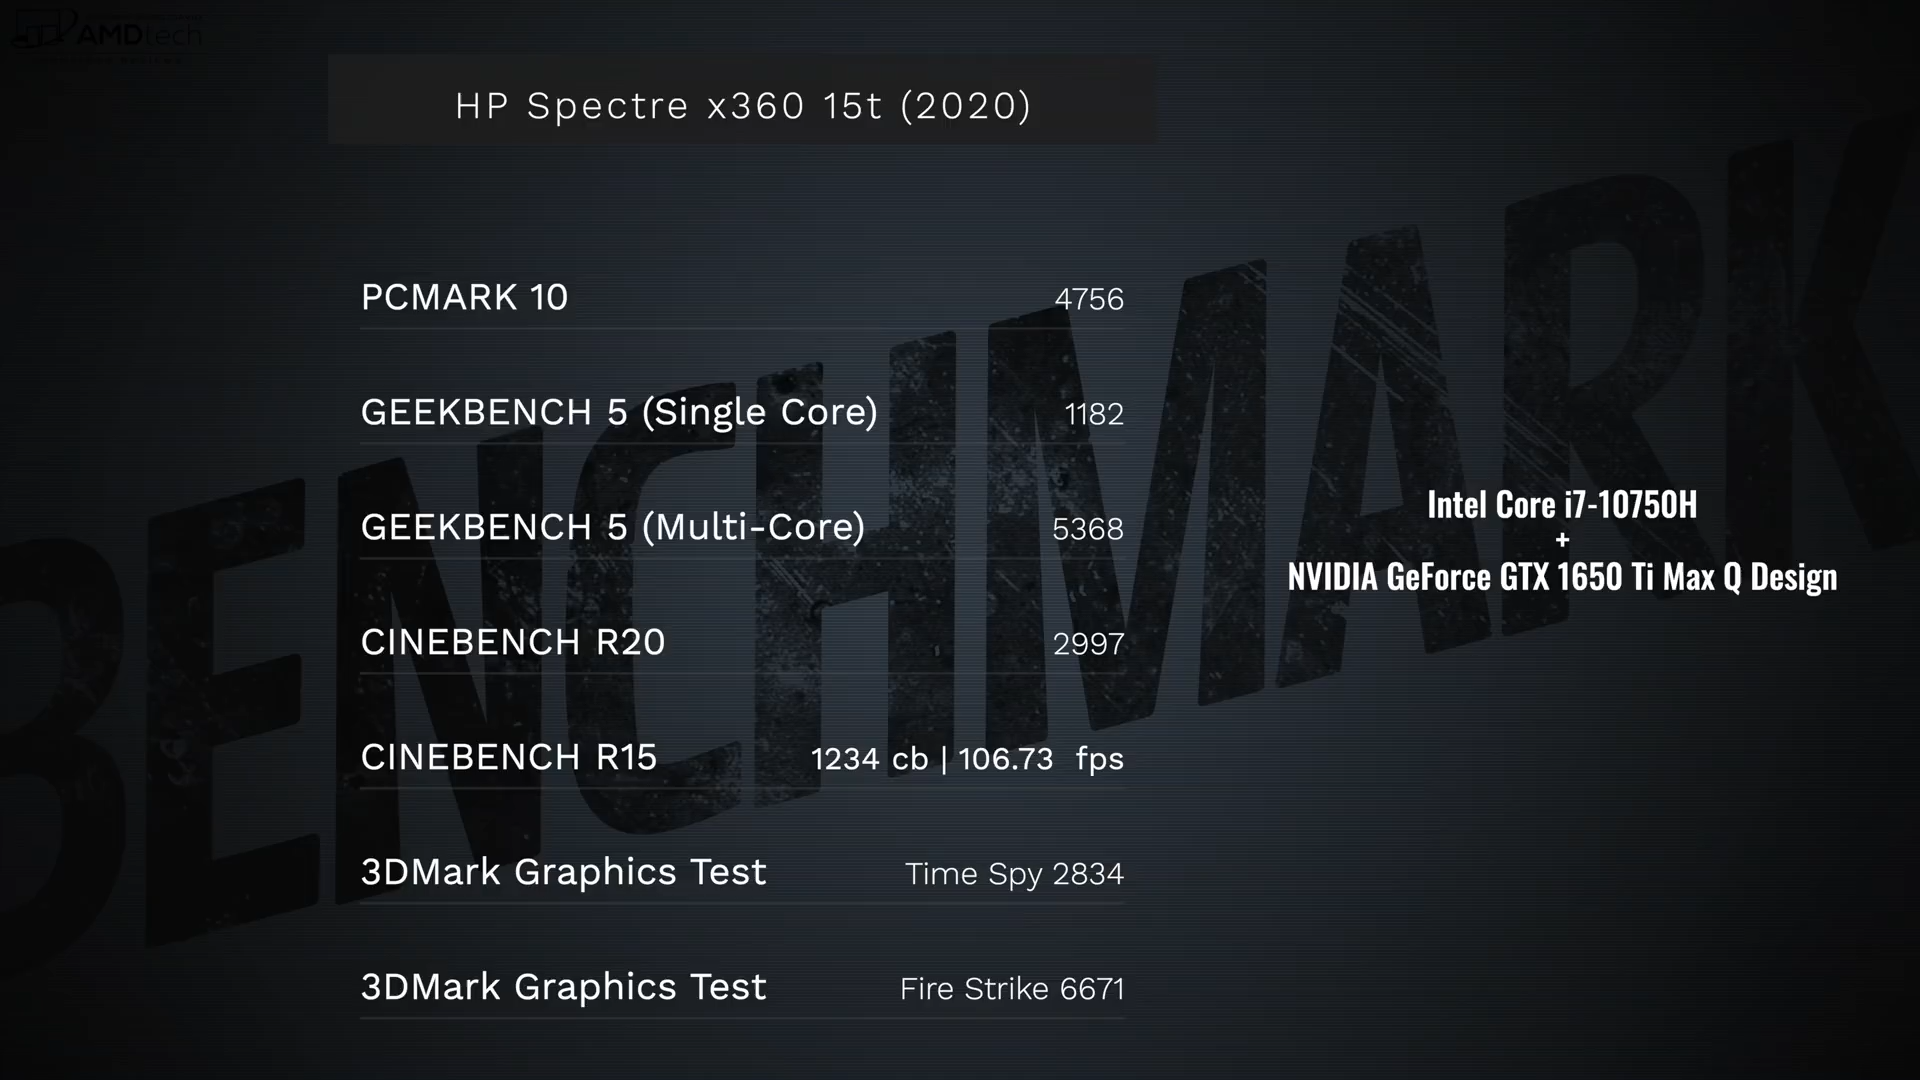 AMDtech
HP Spectre x360 15t (2020)
PCMARK 10 4756
GEEKBENCH 5 (Single Core) 1182
GEEKBENCH 5 (Multi-Core) 5368
CINEBENCH R20 2997
CINEBENCH R15 1234 cb | 106.73 fps
3DMark Graphics Test Time Spy 2834
3DMark Graphics Test Fire Strike 6671
Intel Core i7-10750H
+
NVIDIA GeForce GTX 1650 Ti Max Q Design
BENCHMARK